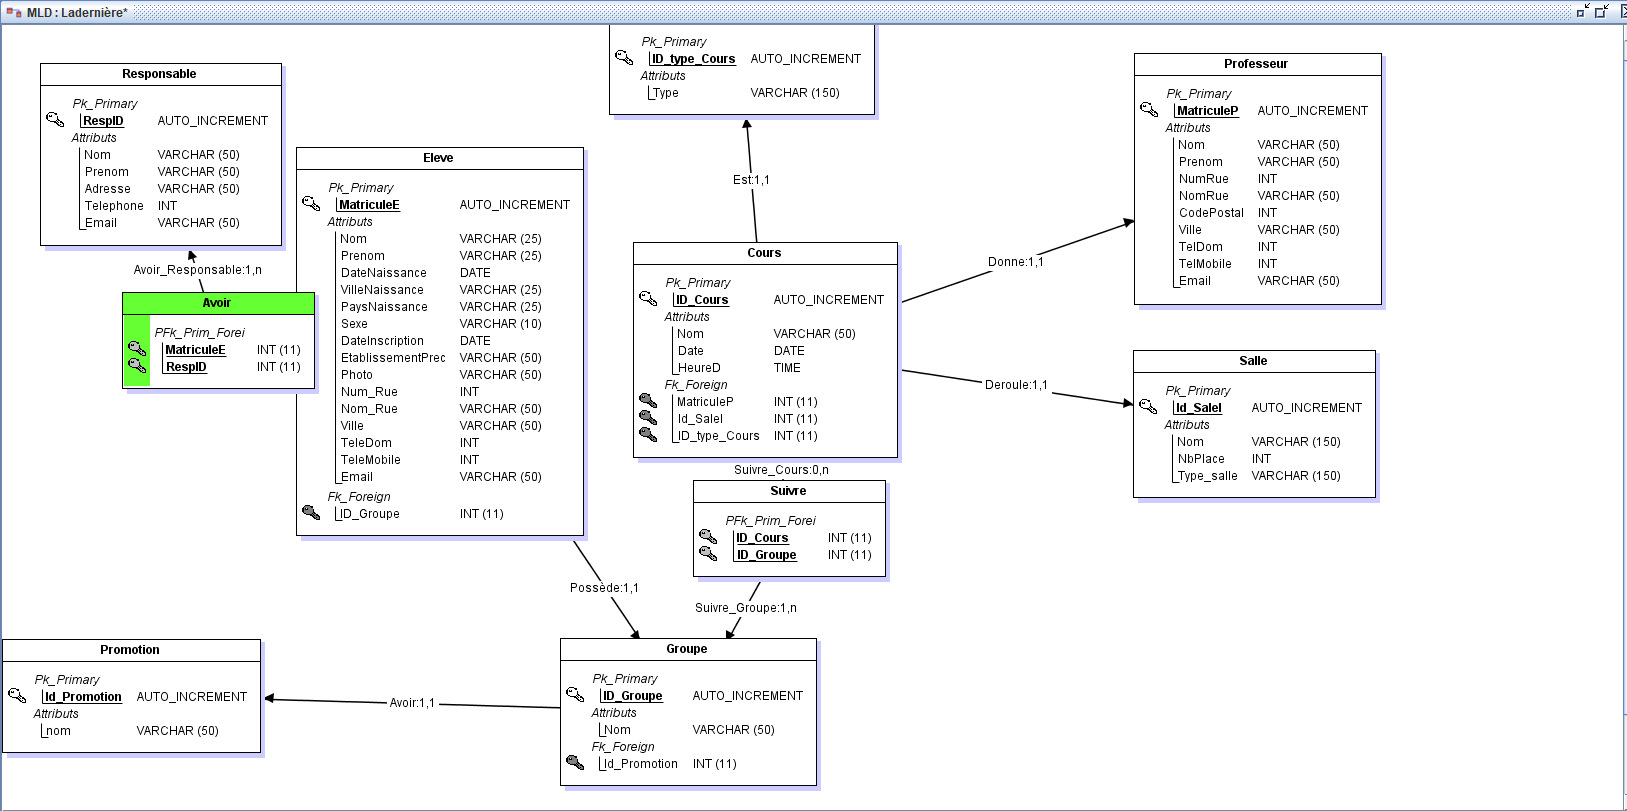 MLD : Ladernière*
Pk_Primary
ID_type_Cours AUTO_INCREMENT
Attributs
Type VARCHAR (150)
Responsable
Pk_Primary
RespID AUTO_INCREMENT
Attributs
Nom VARCHAR (50)
Prenom VARCHAR (50)
Adresse VARCHAR (50)
Telephone INT
Email VARCHAR (50)
Professeur
Pk_Primary
MatriculeP AUTO_INCREMENT
Attributs
Nom VARCHAR (50)
Prenom VARCHAR (50)
NumRue INT
NomRue VARCHAR (50)
CodePostal INT
Ville VARCHAR (50)
TelDom INT
TelMobile INT
Email VARCHAR (50)
Eleve
Pk_Primary
MatriculeE AUTO_INCREMENT
Attributs
Nom VARCHAR (25)
Prenom VARCHAR (25)
DateNaissance DATE
VilleNaissance VARCHAR (25)
PaysNaissance VARCHAR (25)
Sexe VARCHAR (10)
DateInscription DATE
EtablissementPrec VARCHAR (50)
Photo VARCHAR (50)
Num_Rue INT
Nom_Rue VARCHAR (50)
Ville VARCHAR (50)
TeleDom INT
TeleMobile INT
Email VARCHAR (50)
Fk_Foreign
ID_Groupe INT (11)
Est:1,1
Avoir_Responsable:1,n
Avoir
PFk_Prim_Forei
MatriculeE INT (11)
RespID INT (11)
Cours
Pk_Primary
ID_Cours AUTO_INCREMENT
Attributs
Nom VARCHAR (50)
Date DATE
HeureD TIME
Fk_Foreign
MatriculeP INT (11)
Id_Salel INT (11)
ID_type_Cours INT (11)
Donne:1,1
Deroule:1,1
Salle
Pk_Primary
Id_Salel AUTO_INCREMENT
Attributs
Nom VARCHAR (150)
NbPlace INT
Type_salle VARCHAR (150)
Suivre_Cours:0,n
Suivre
PFk_Prim_Forei
ID_Cours INT (11)
ID_Groupe INT (11)
Possède:1,1
Suivre_Groupe:1,n
Promotion
Pk_Primary
Id_Promotion AUTO_INCREMENT
Attributs
nom VARCHAR (50)
Avoir:1,1
Groupe
Pk_Primary
ID_Groupe AUTO_INCREMENT
Attributs
Nom VARCHAR (50)
Fk_Foreign
Id_Promotion INT (11)